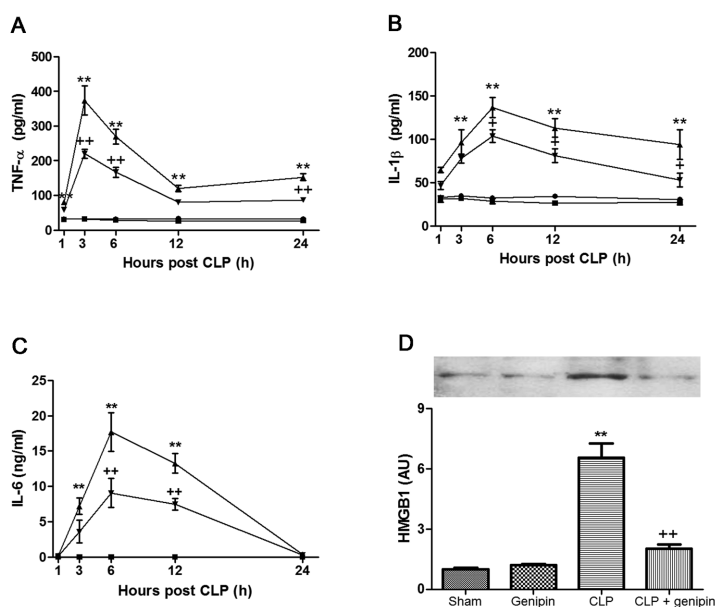 A
500
400
300
200
100
0
TNF-α (pg/ml)
**
**
**
**
**
++
++
++
1 3 6 12 24
Hours post CLP (h)
B
200
150
100
50
0
IL-1β (pg/ml)
**
**
**
**
+
+
+
1 3 6 12 24
Hours post CLP (h)
C
25
20
15
10
5
0
IL-6 (ng/ml)
**
**
**
++
++
1 3 6 12 24
Hours post CLP (h)
D
9
6
3
0
HMGB1 (AU)
**
++
Sham Genipin CLP CLP + genipin